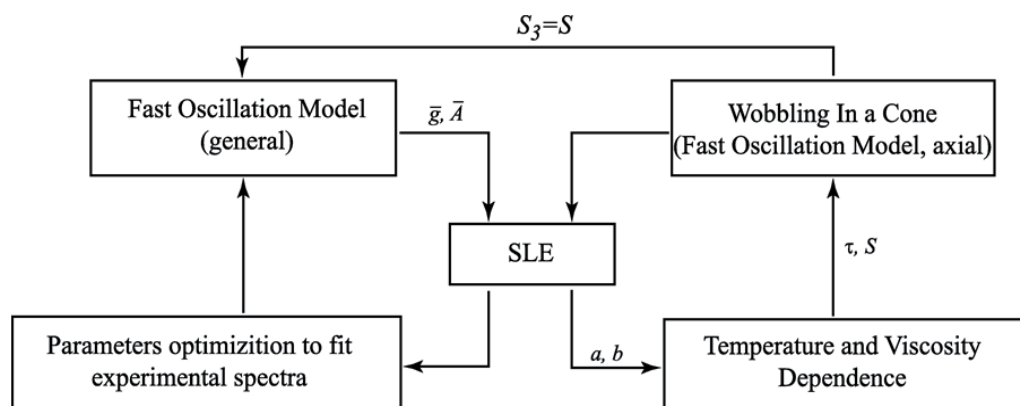 S₃=S
Fast Oscillation Model
(general)
g̅, A̅
Wobbling In a Cone
(Fast Oscillation Model, axial)
SLE
τ, S
Parameters optimizition to fit
experimental spectra
a, b
Temperature and Viscosity
Dependence